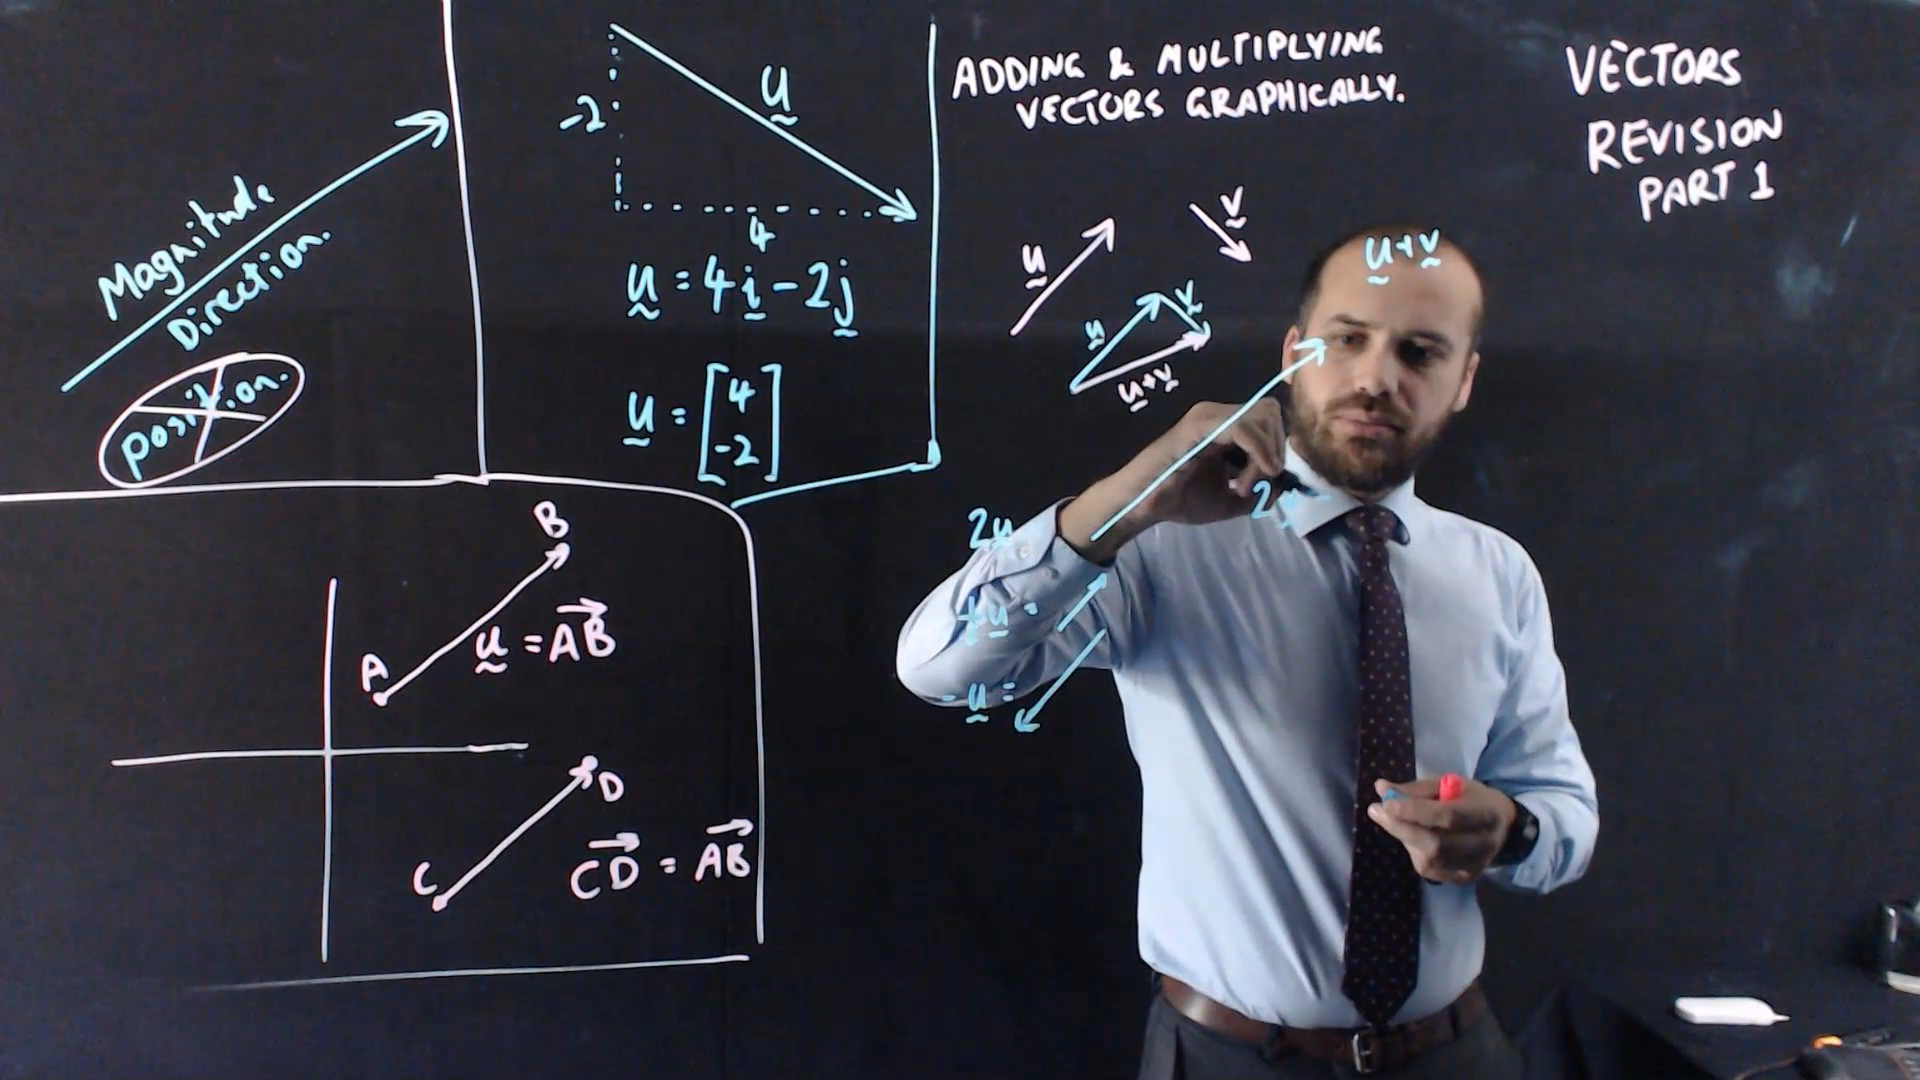 Magnitude
Direction.
position.
-2
u
4
u = 4i - 2j
u = [4
-2]
ADDING & MULTIPLYING
VECTORS GRAPHICALLY.
VECTORS
REVISION
PART 1
u
v
u+v
u
v
u+v
2u
2u
-u =
A
B
u = AB
C
D
CD = AB